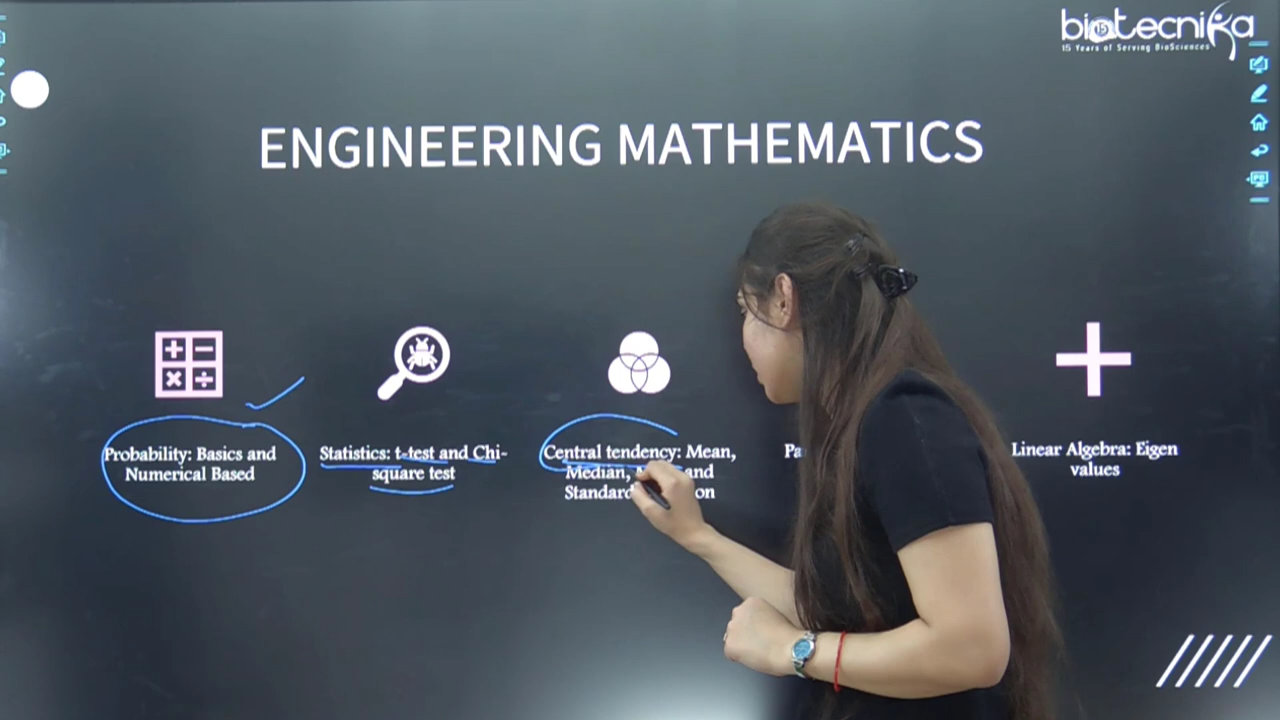 biotecnika
15 Years of Serving BioSciences
ENGINEERING MATHEMATICS
Probability: Basics and
Numerical Based
Statistics: t-test and Chi-
square test
Central tendency: Mean,
Median, and
Standard
Linear Algebra: Eigen
values